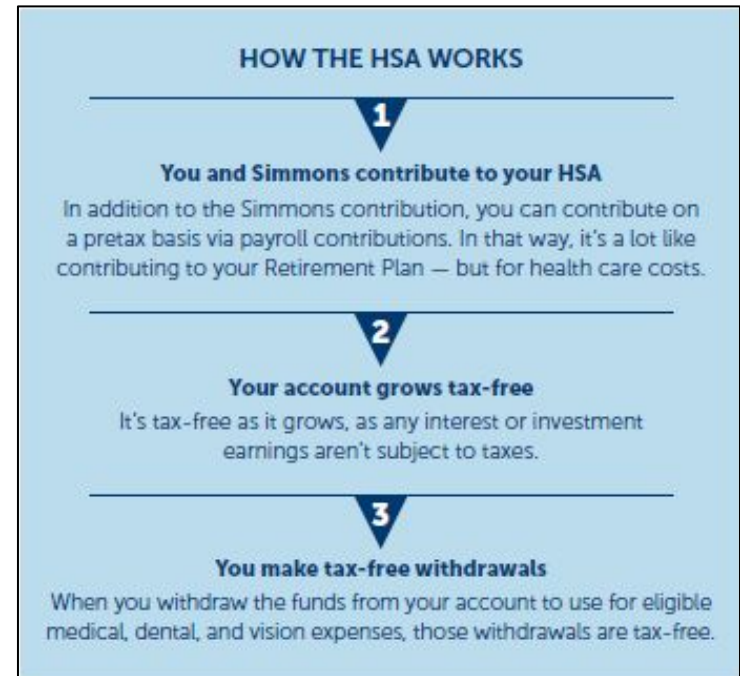 HOW THE HSA WORKS
1
You and Simmons contribute to your HSA
In addition to the Simmons contribution, you can contribute on
a pretax basis via payroll contributions. In that way, it's a lot like
contributing to your Retirement Plan — but for health care costs.
2
Your account grows tax-free
It's tax-free as it grows, as any interest or investment
earnings aren't subject to taxes.
3
You make tax-free withdrawals
When you withdraw the funds from your account to use for eligible
medical, dental, and vision expenses, those withdrawals are tax-free.